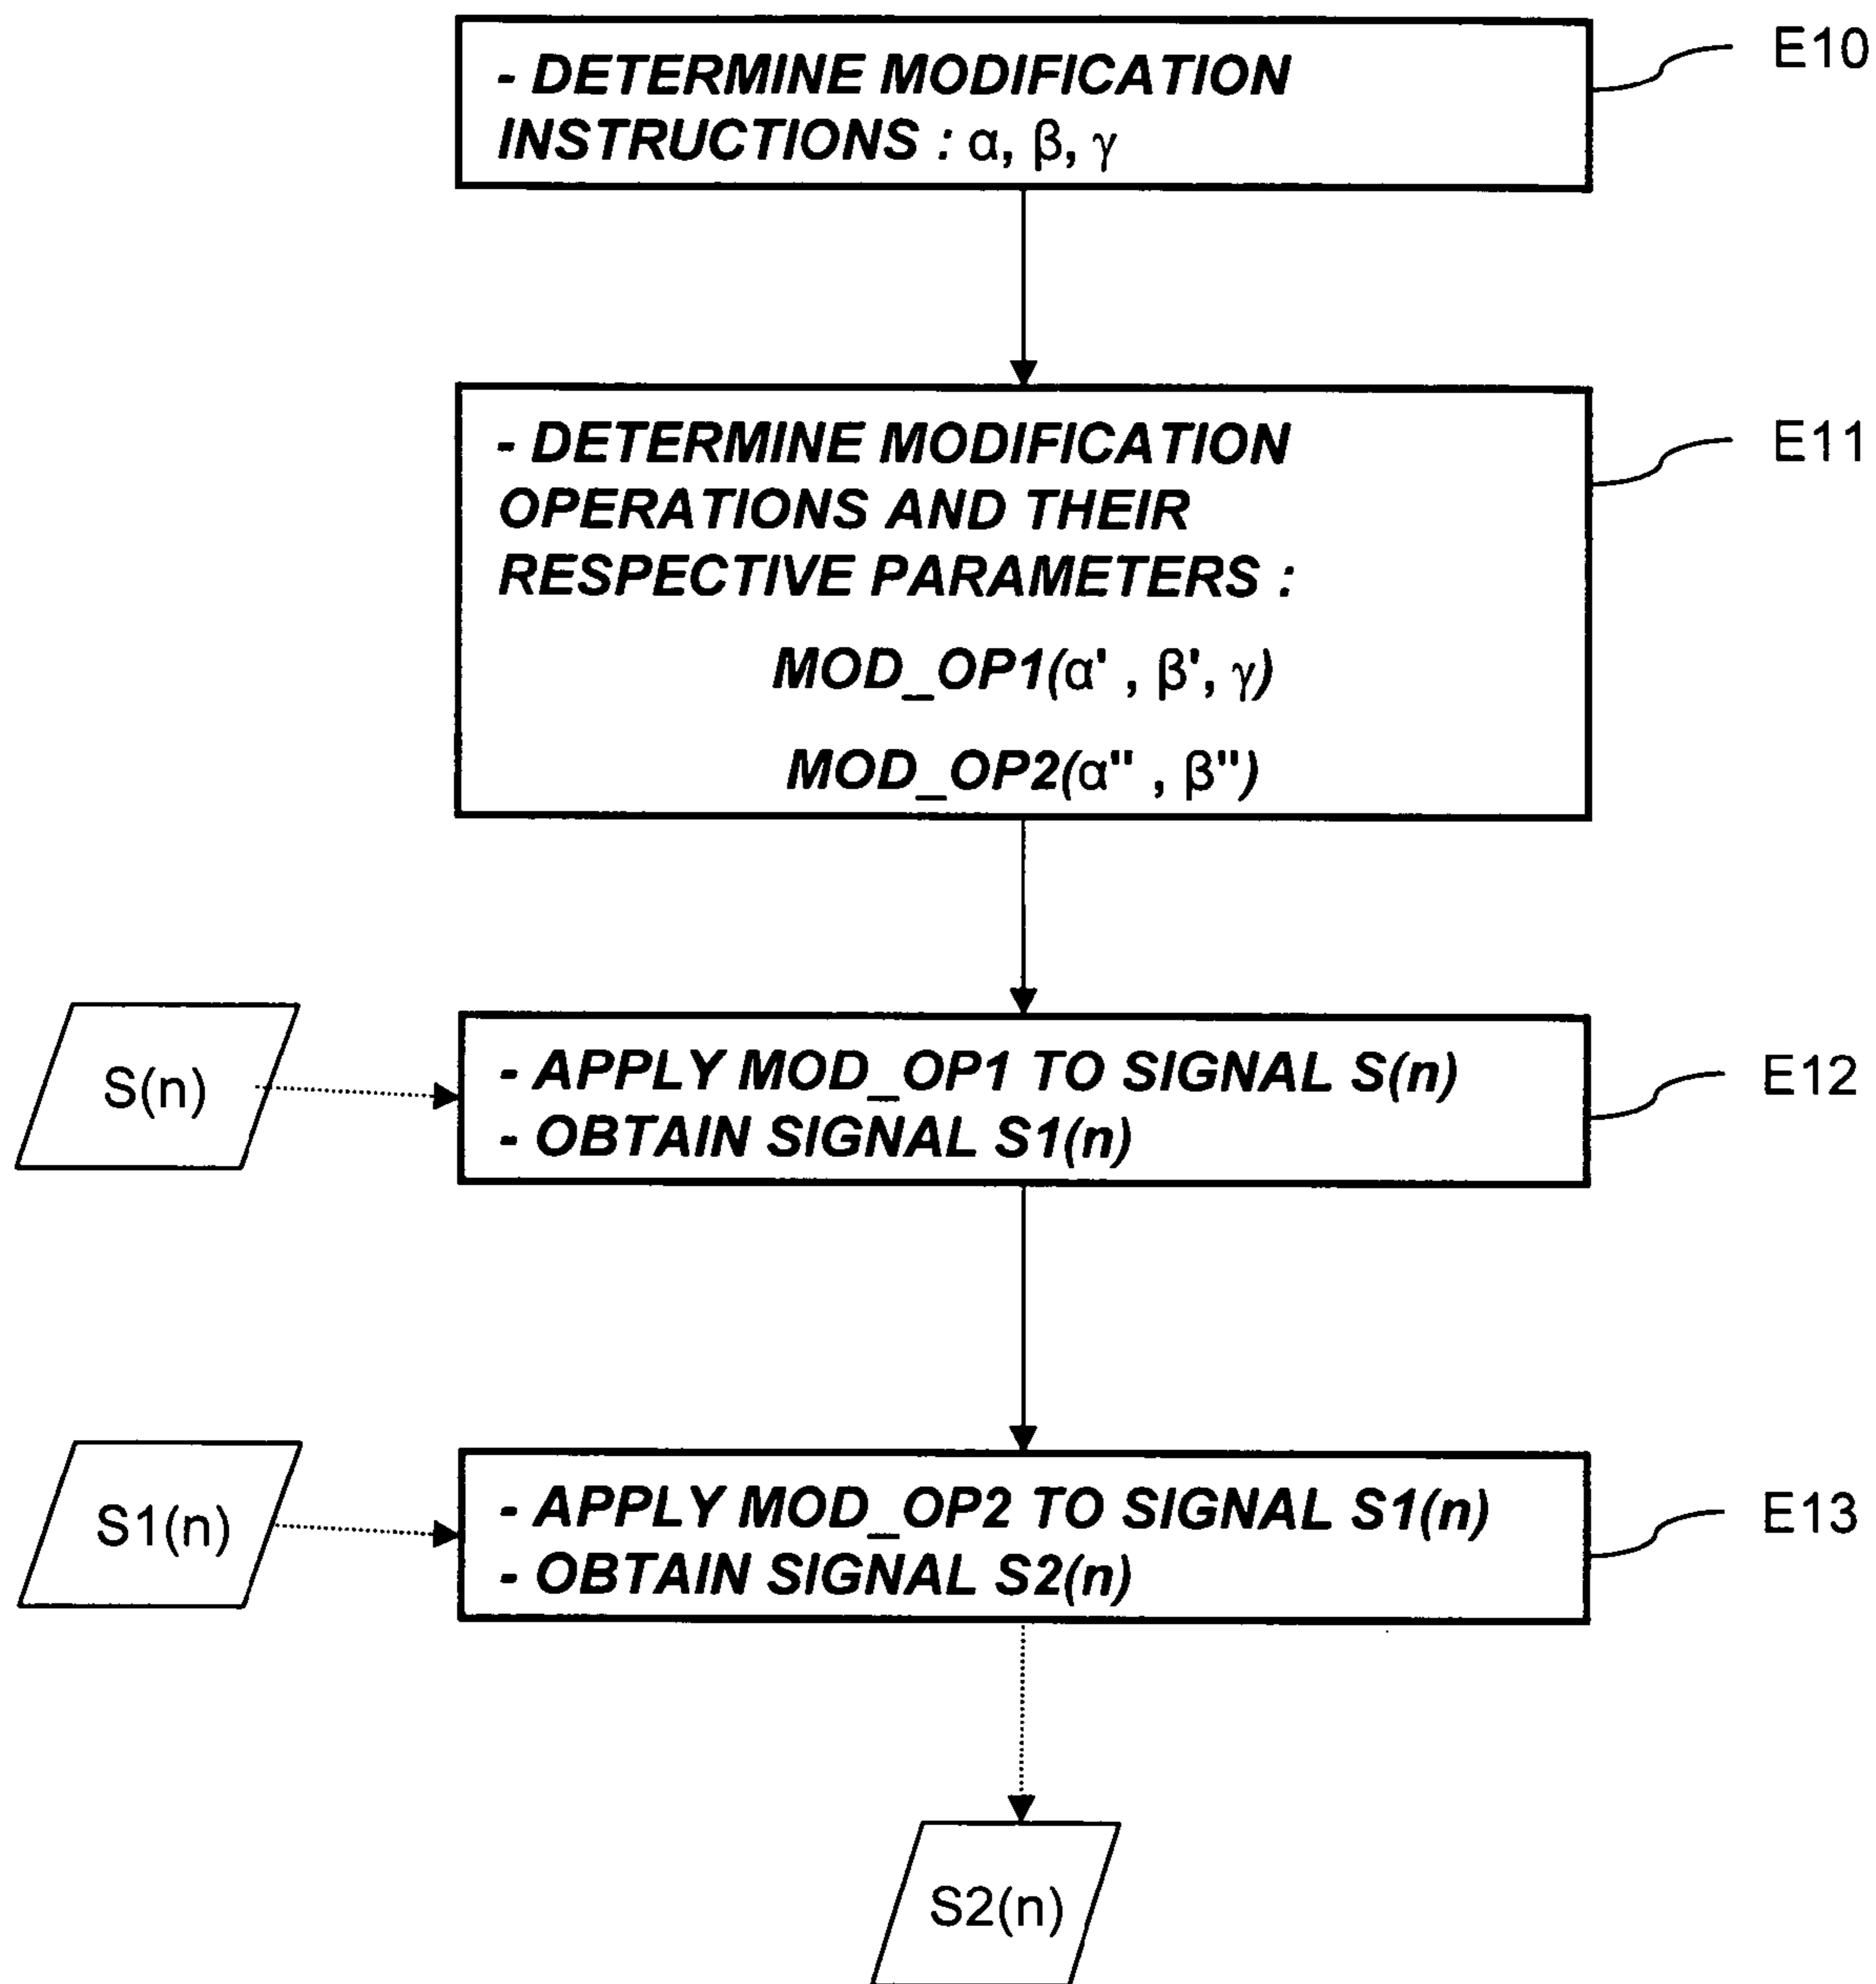 - DETERMINE MODIFICATION
INSTRUCTIONS : α, β, γ
E10
- DETERMINE MODIFICATION
OPERATIONS AND THEIR
RESPECTIVE PARAMETERS :
MOD_OP1(α' , β', γ)
MOD_OP2(α" , β")
E11
S(n)
- APPLY MOD_OP1 TO SIGNAL S(n)
- OBTAIN SIGNAL S1(n)
E12
S1(n)
- APPLY MOD_OP2 TO SIGNAL S1(n)
- OBTAIN SIGNAL S2(n)
E13
S2(n)